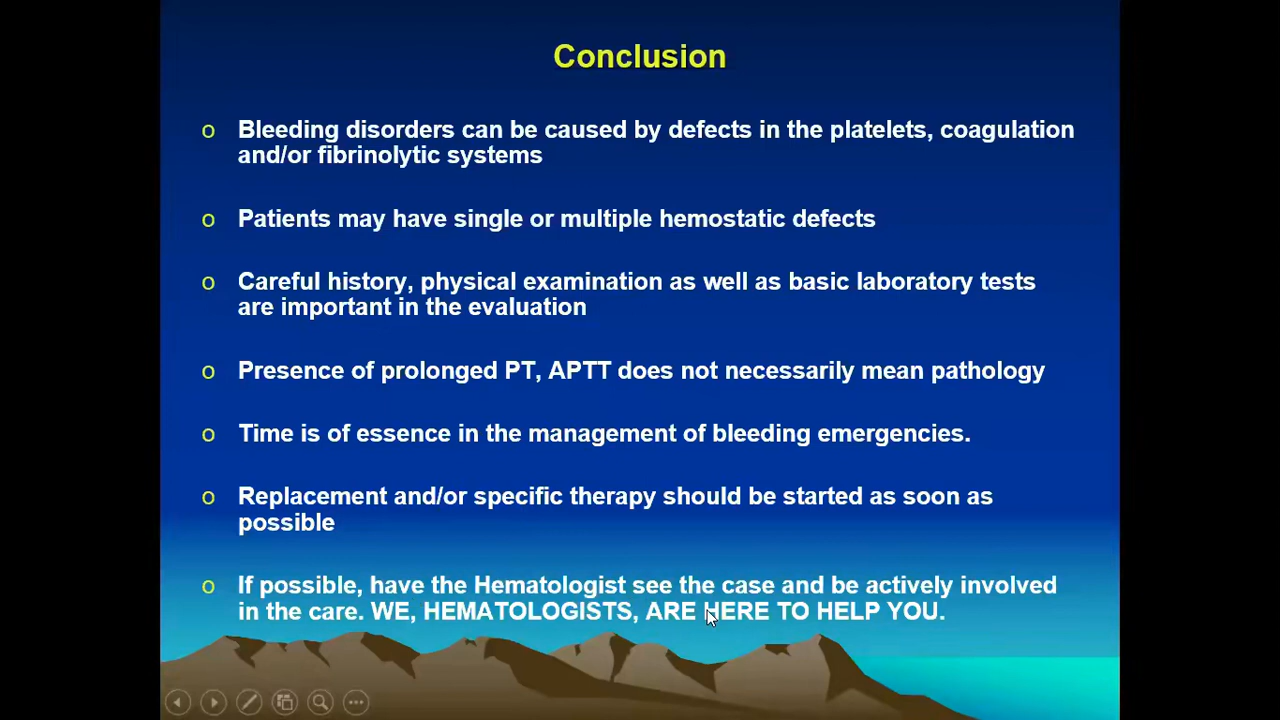 Conclusion
o Bleeding disorders can be caused by defects in the platelets, coagulation
and/or fibrinolytic systems
o Patients may have single or multiple hemostatic defects
o Careful history, physical examination as well as basic laboratory tests
are important in the evaluation
o Presence of prolonged PT, APTT does not necessarily mean pathology
o Time is of essence in the management of bleeding emergencies.
o Replacement and/or specific therapy should be started as soon as
possible
o If possible, have the Hematologist see the case and be actively involved
in the care. WE, HEMATOLOGISTS, ARE HERE TO HELP YOU.